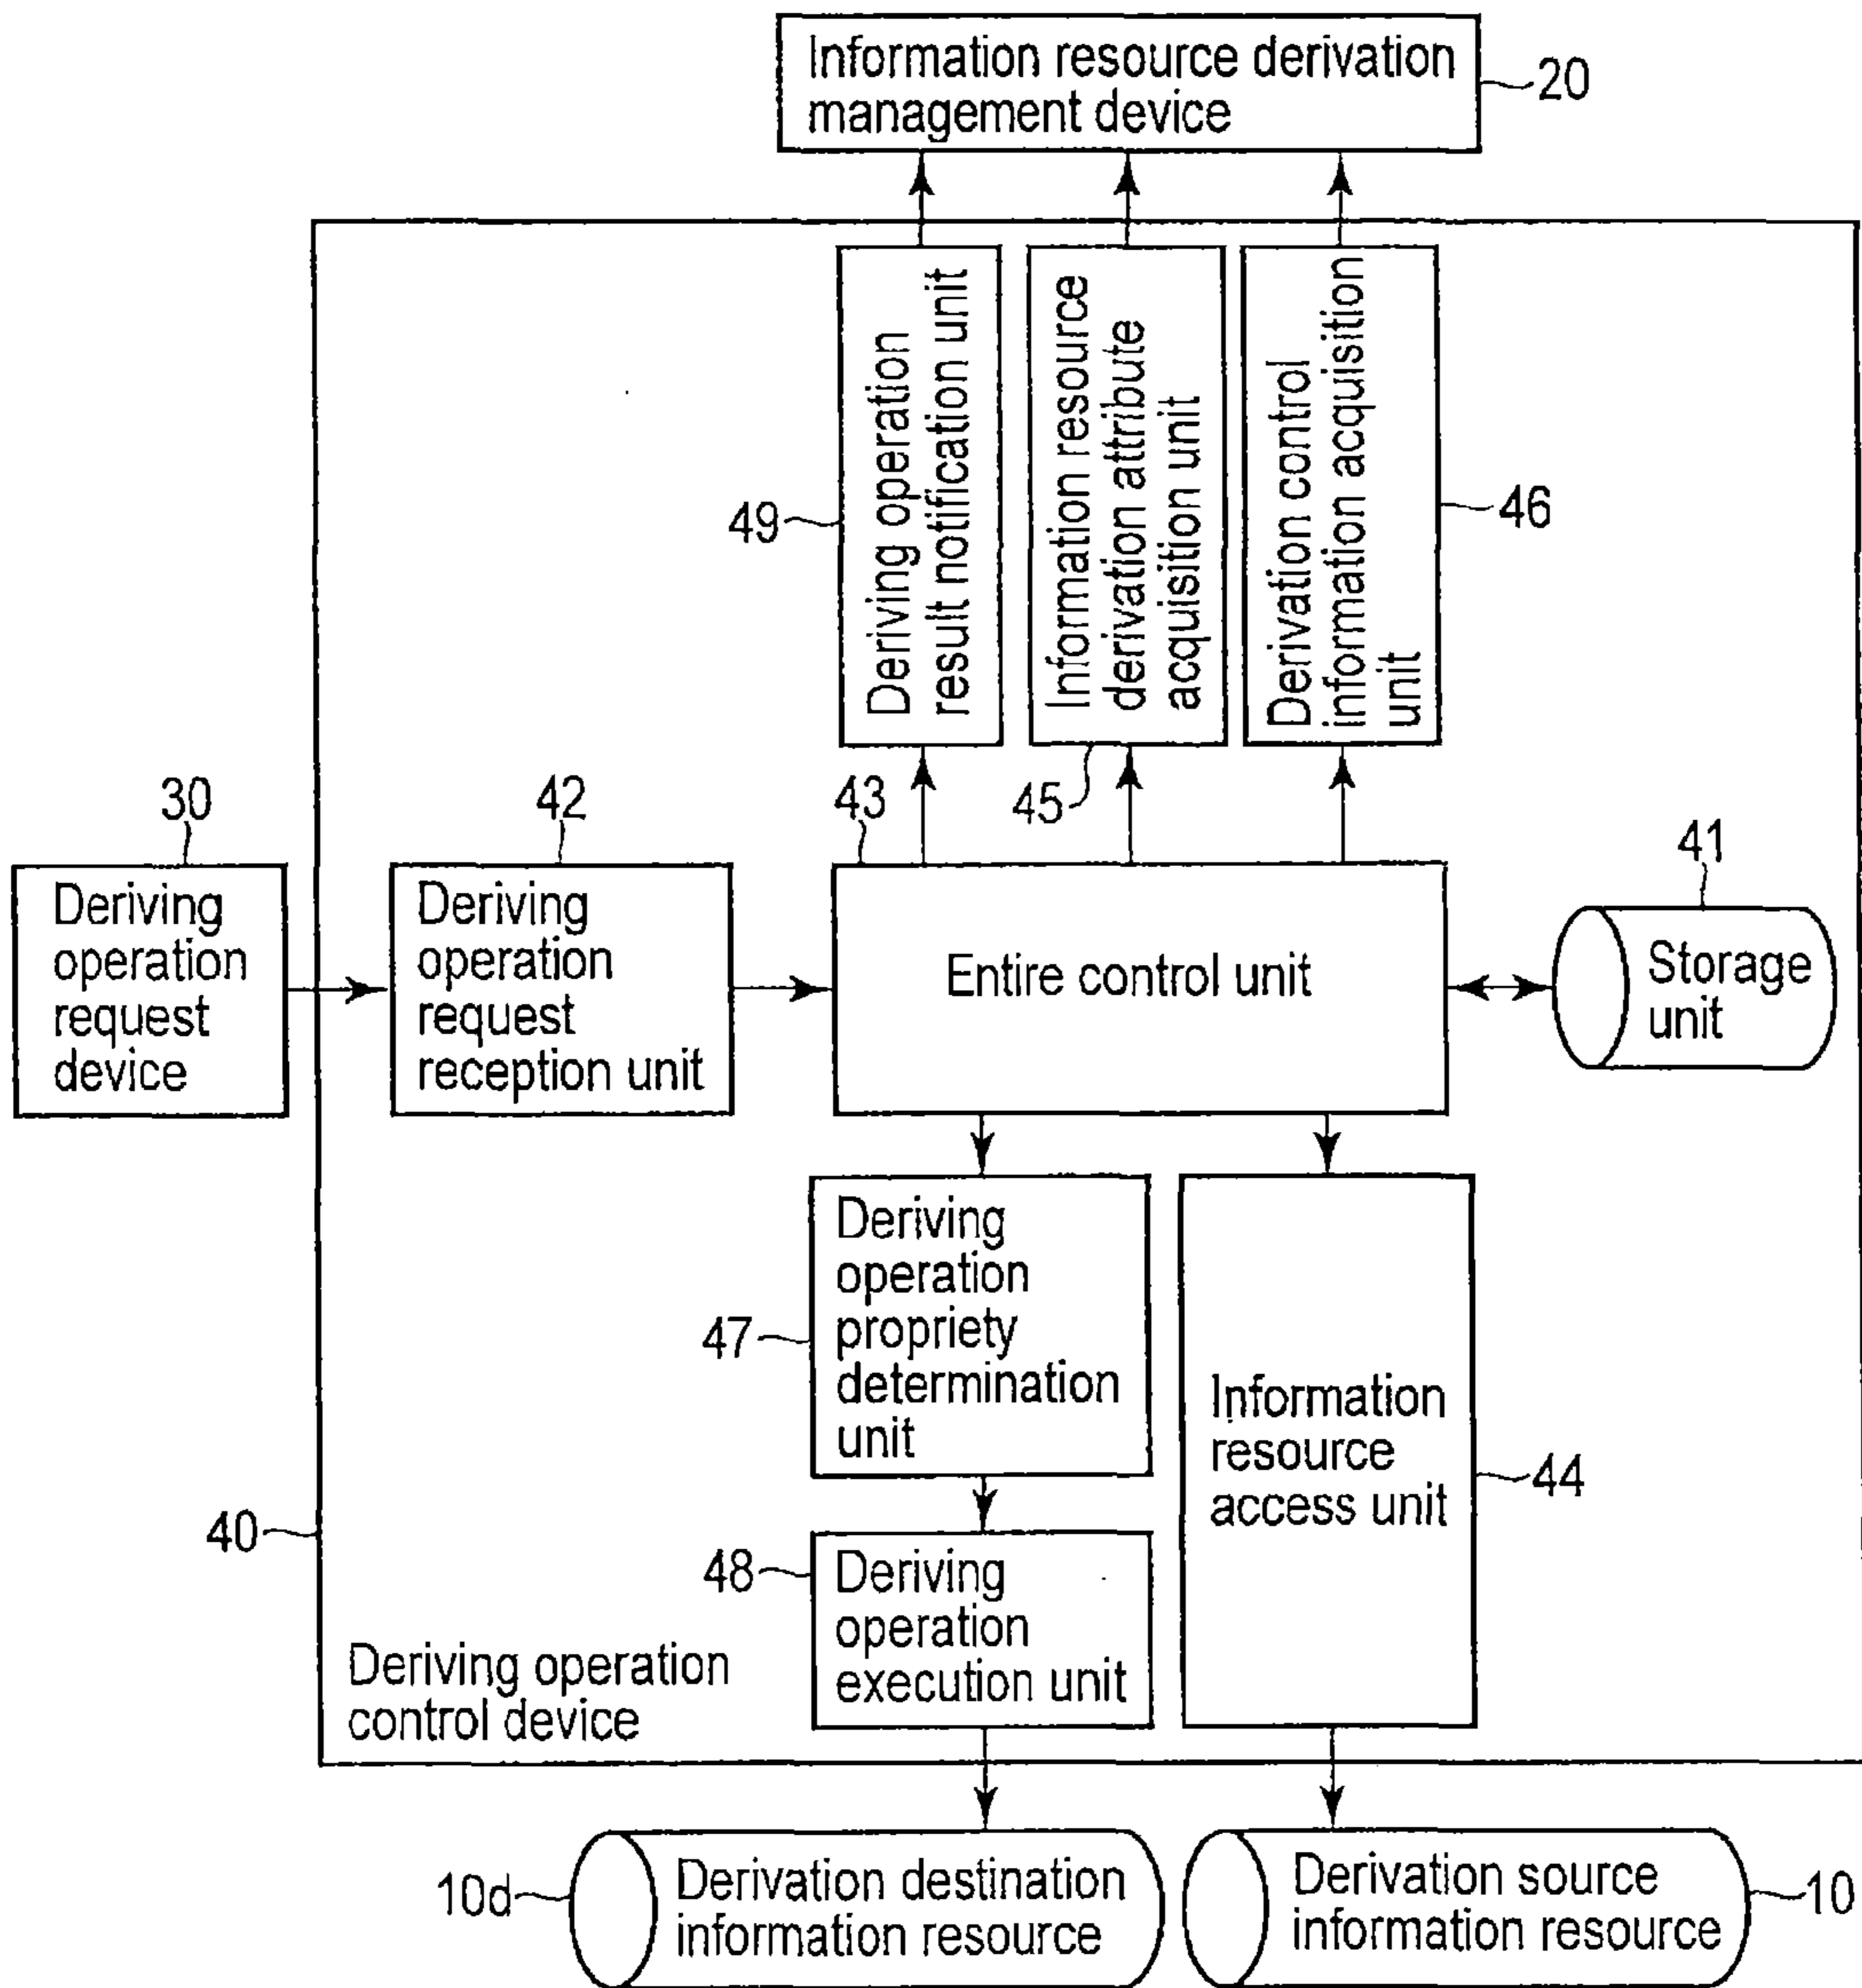 Information resource derivation
management device
20
Deriving operation
result notification unit
49
Information resource
derivation attribute
acquisition unit
45
Derivation control
information acquisition
unit
46
30
Deriving
operation
request
device
42
Deriving
operation
request
reception unit
43
Entire control unit
41
Storage
unit
47
Deriving
operation
propriety
determination
unit
Information
resource
access unit
44
40
48
Deriving
operation
execution unit
Deriving operation
control device
10d
Derivation destination
information resource
Derivation source
information resource
10